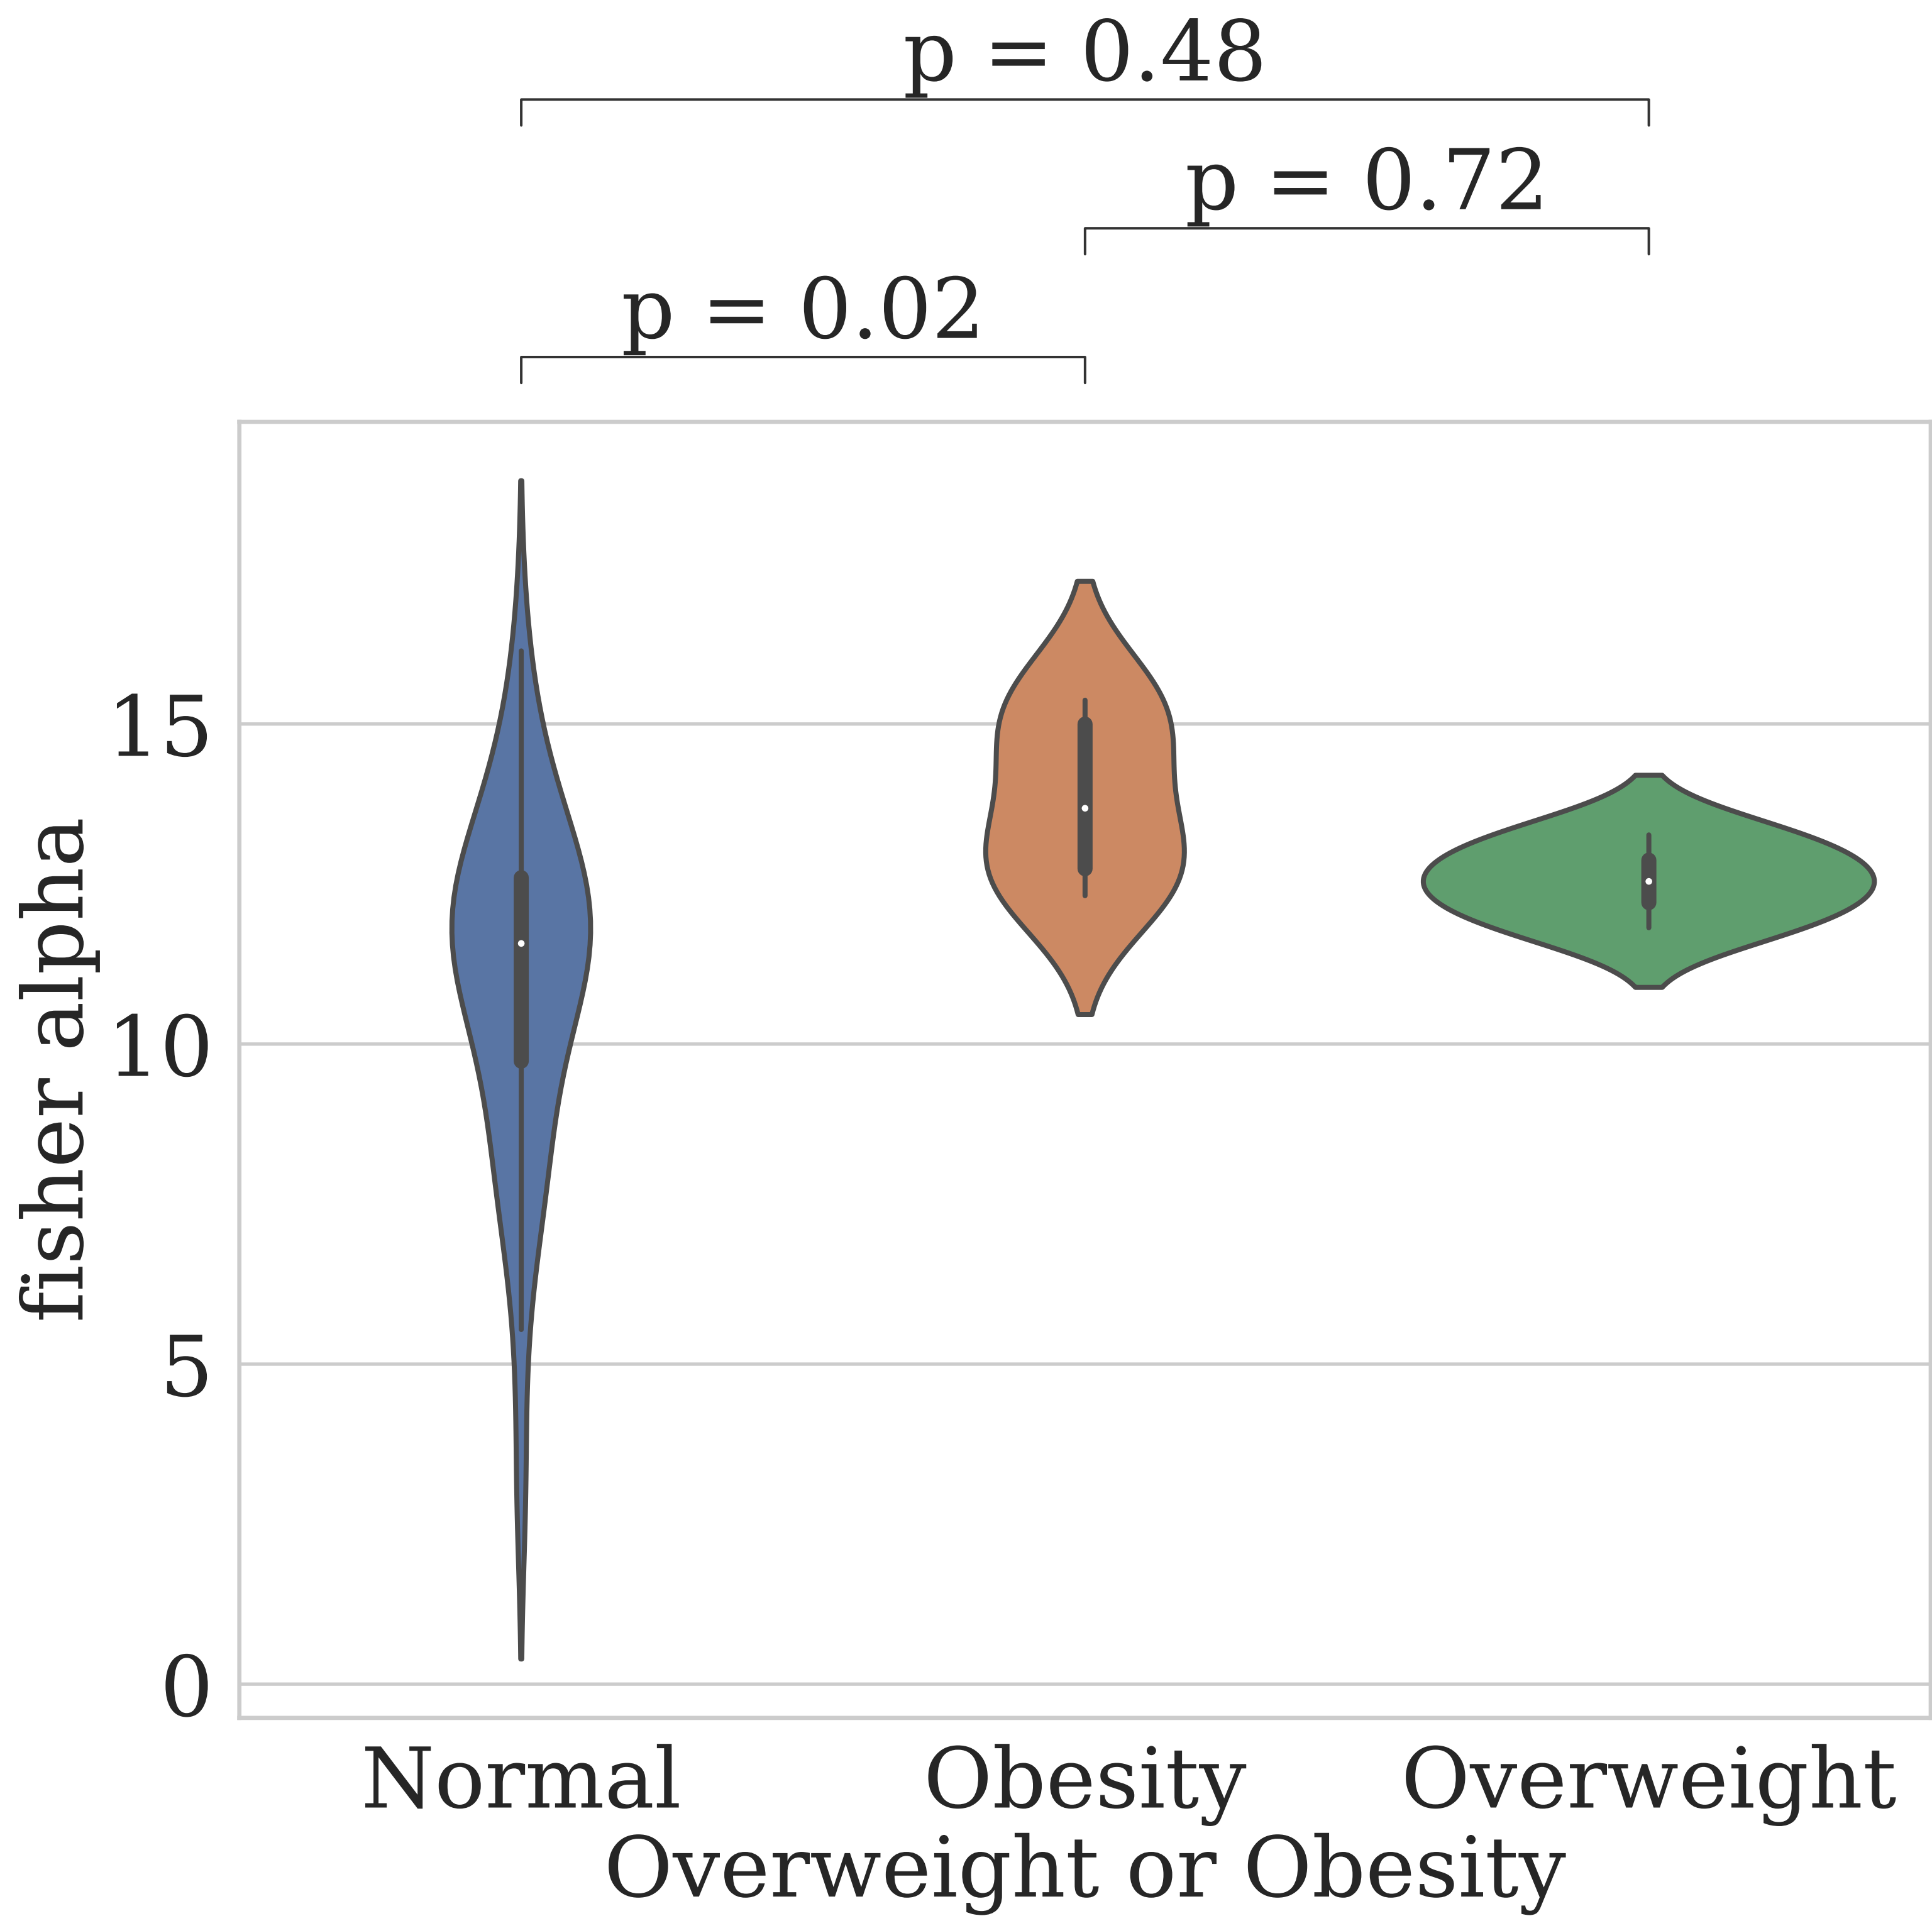 p = 0.48
p = 0.72
p = 0.02
fisher alpha
15
10
5
0
Normal
Obesity
Overweight
Overweight or Obesity